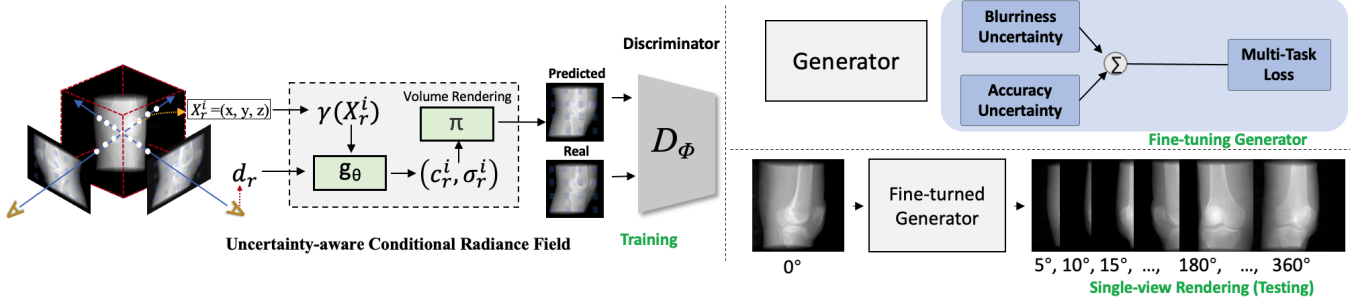 X_r^i =(x, y, z)
d_r
γ(X_r^i)
g_θ
Volume Rendering
π
(c_r^i, σ_r^i)
Uncertainty-aware Conditional Radiance Field
Predicted
Real
Discriminator
D_Φ
Training
Generator
Blurriness
Uncertainty
Accuracy
Uncertainty
Σ
Multi-Task
Loss
Fine-tuning Generator
0°
Fine-turned
Generator
5°, 10°, 15°, ..., 180°, ..., 360°
Single-view Rendering (Testing)